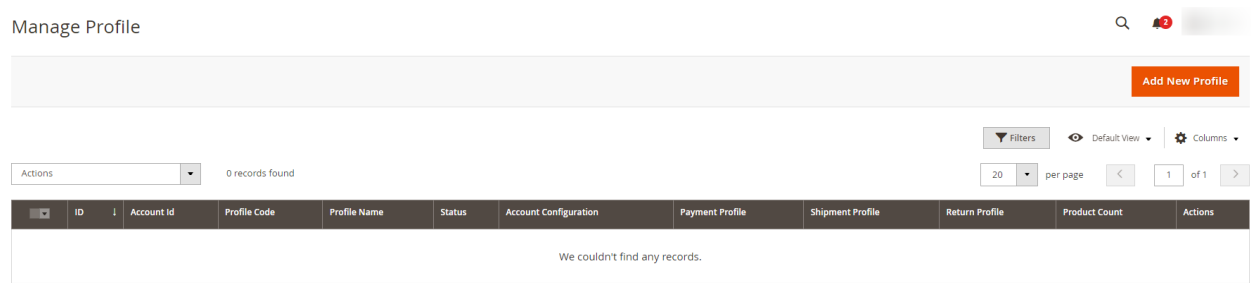 Manage Profile
2
Add New Profile
Filters Default View Columns
Actions 0 records found 20 per page 1 of 1
ID ↓ Account Id Profile Code Profile Name Status Account Configuration Payment Profile Shipment Profile Return Profile Product Count Actions
We couldn't find any records.